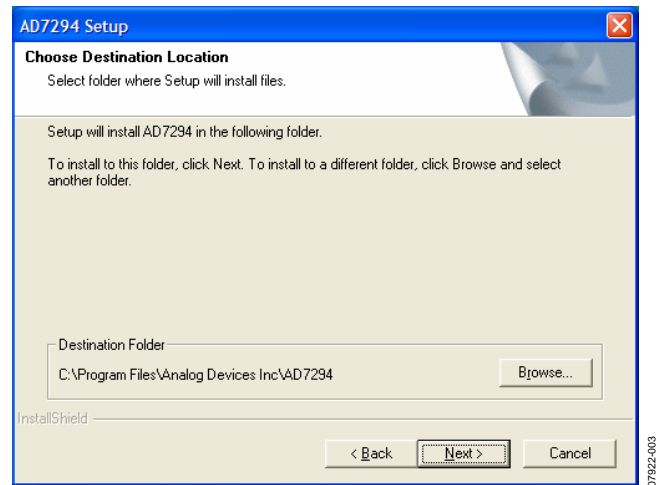 AD7294 Setup
Choose Destination Location
Select folder where Setup will install files.
Setup will install AD7294 in the following folder.
To install to this folder, click Next. To install to a different folder, click Browse and select
another folder.
Destination Folder
C:\Program Files\Analog Devices Inc\AD7294
Browse...
InstallShield
< Back
Next >
Cancel
07922-003